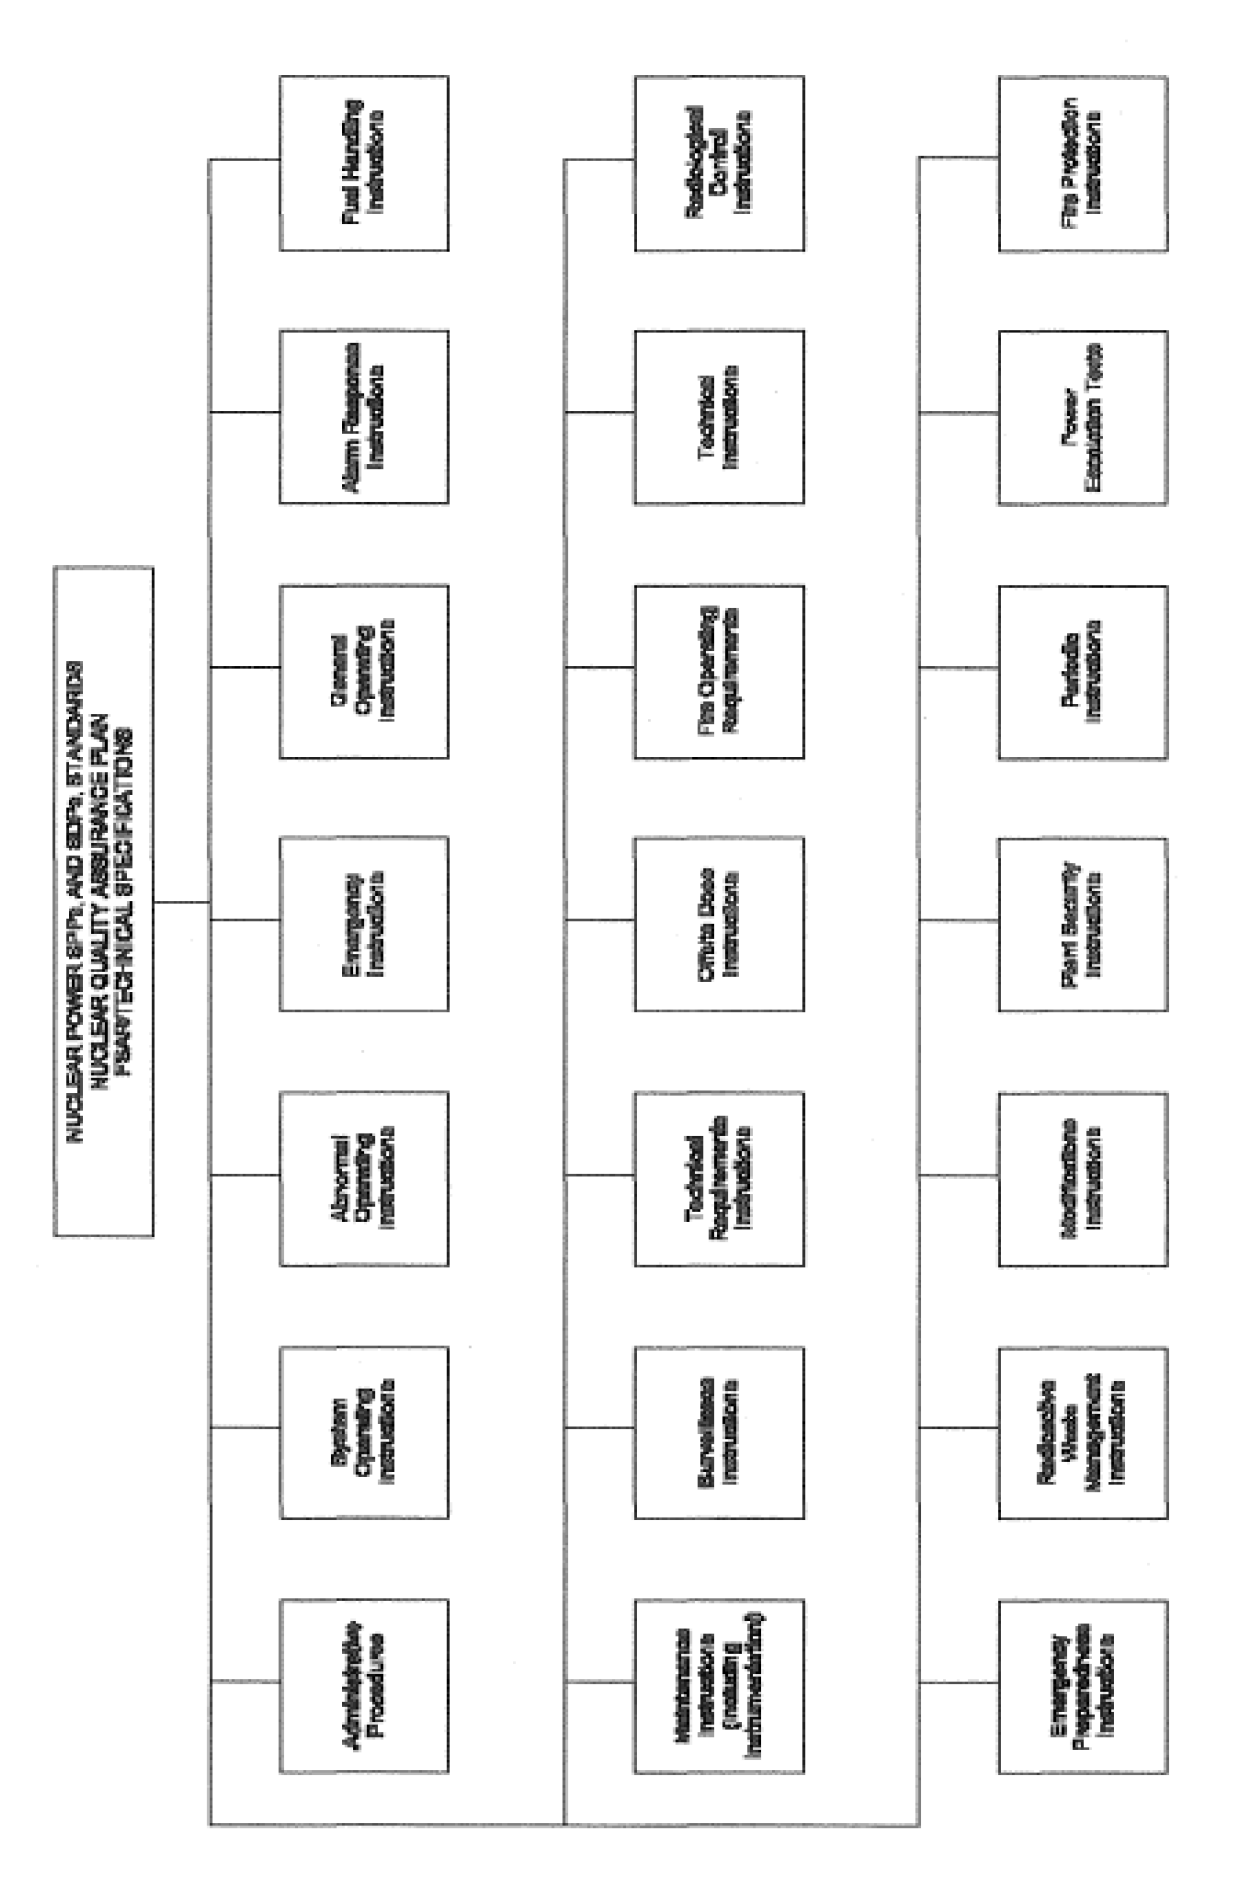 NUCLEAR POWER SPPs, AND SDPs, STANDARDS
NUCLEAR QUALITY ASSURANCE PLAN
FSAR/TECHNICAL SPECIFICATIONS
Administrative
Procedures
System
Operating
Instructions
Abnormal
Operating
Instructions
Emergency
Instructions
General
Operating
Instructions
Alarm Response
Instructions
Fuel Handling
Instructions
Maintenance
Instructions
(Including
Instrumentation)
Surveillance
Instructions
Technical
Requirements
Instructions
Offsite Dose
Instructions
Fire Operating
Requirements
Technical
Instructions
Radiological
Control
Instructions
Emergency
Preparedness
Instructions
Radioactive
Waste
Management
Instructions
Modifications
Instructions
Plant Security
Instructions
Periodic
Instructions
Power
Escalation Tests
Fire Protection
Instructions